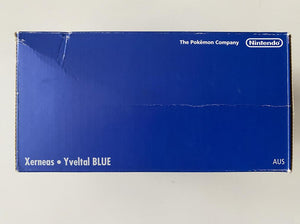 The Pokémon Company Nintendo
Xerneas • Yveltal BLUE AUS